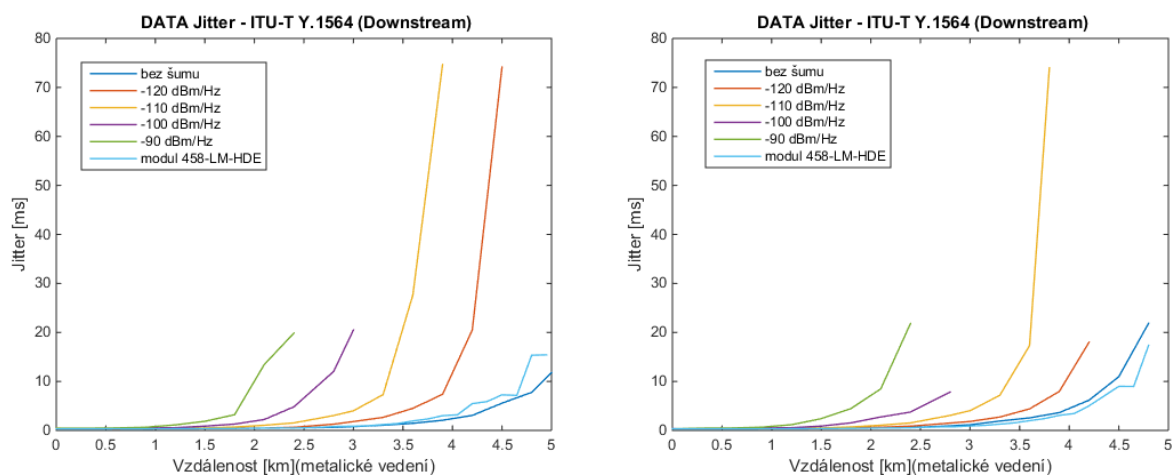 DATA Jitter - ITU-T Y.1564 (Downstream)
80
70
60
50
40
30
20
10
0
Jitter [ms]
bez šumu
-120 dBm/Hz
-110 dBm/Hz
-100 dBm/Hz
-90 dBm/Hz
modul 458-LM-HDE
0 0.5 1 1.5 2 2.5 3 3.5 4 4.5 5
Vzdálenost [km](metalické vedení)
DATA Jitter - ITU-T Y.1564 (Downstream)
80
70
60
50
40
30
20
10
0
Jitter [ms]
bez šumu
-120 dBm/Hz
-110 dBm/Hz
-100 dBm/Hz
-90 dBm/Hz
modul 458-LM-HDE
0 0.5 1 1.5 2 2.5 3 3.5 4 4.5 5
Vzdálenost [km](metalické vedení)